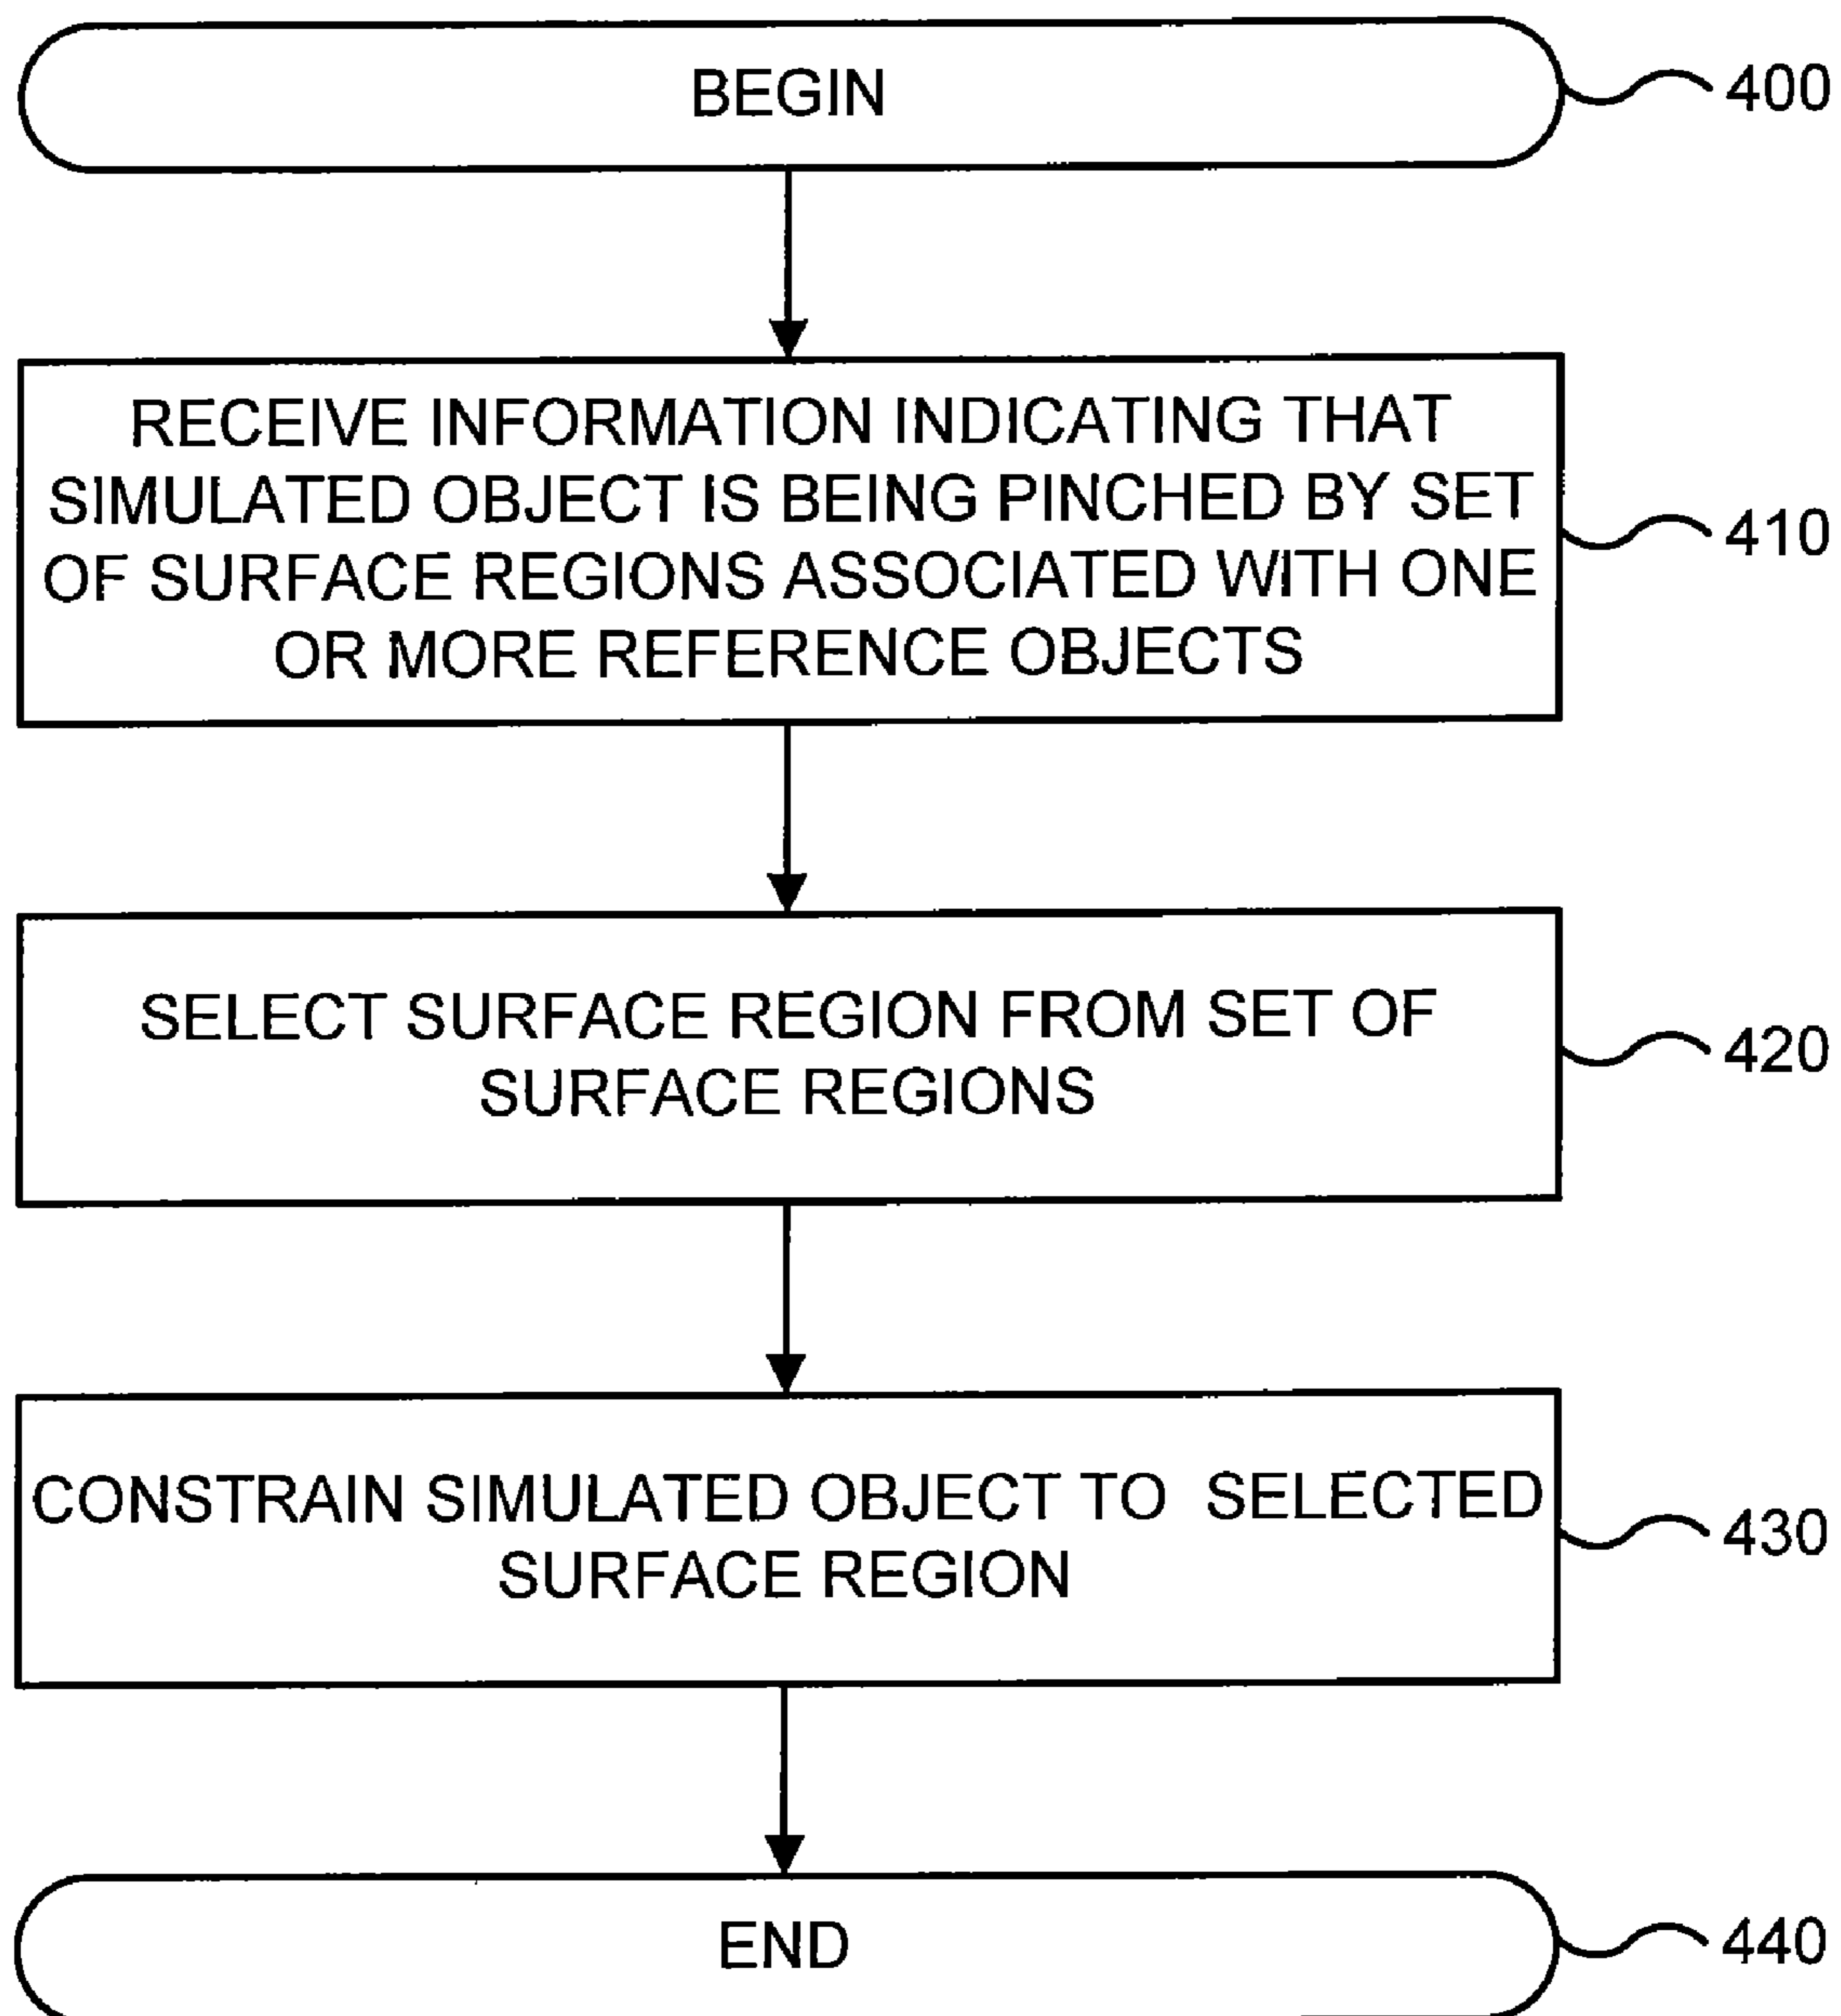 BEGIN
400
RECEIVE INFORMATION INDICATING THAT
SIMULATED OBJECT IS BEING PINCHED BY SET
OF SURFACE REGIONS ASSOCIATED WITH ONE
OR MORE REFERENCE OBJECTS
410
SELECT SURFACE REGION FROM SET OF
SURFACE REGIONS
420
CONSTRAIN SIMULATED OBJECT TO SELECTED
SURFACE REGION
430
END
440